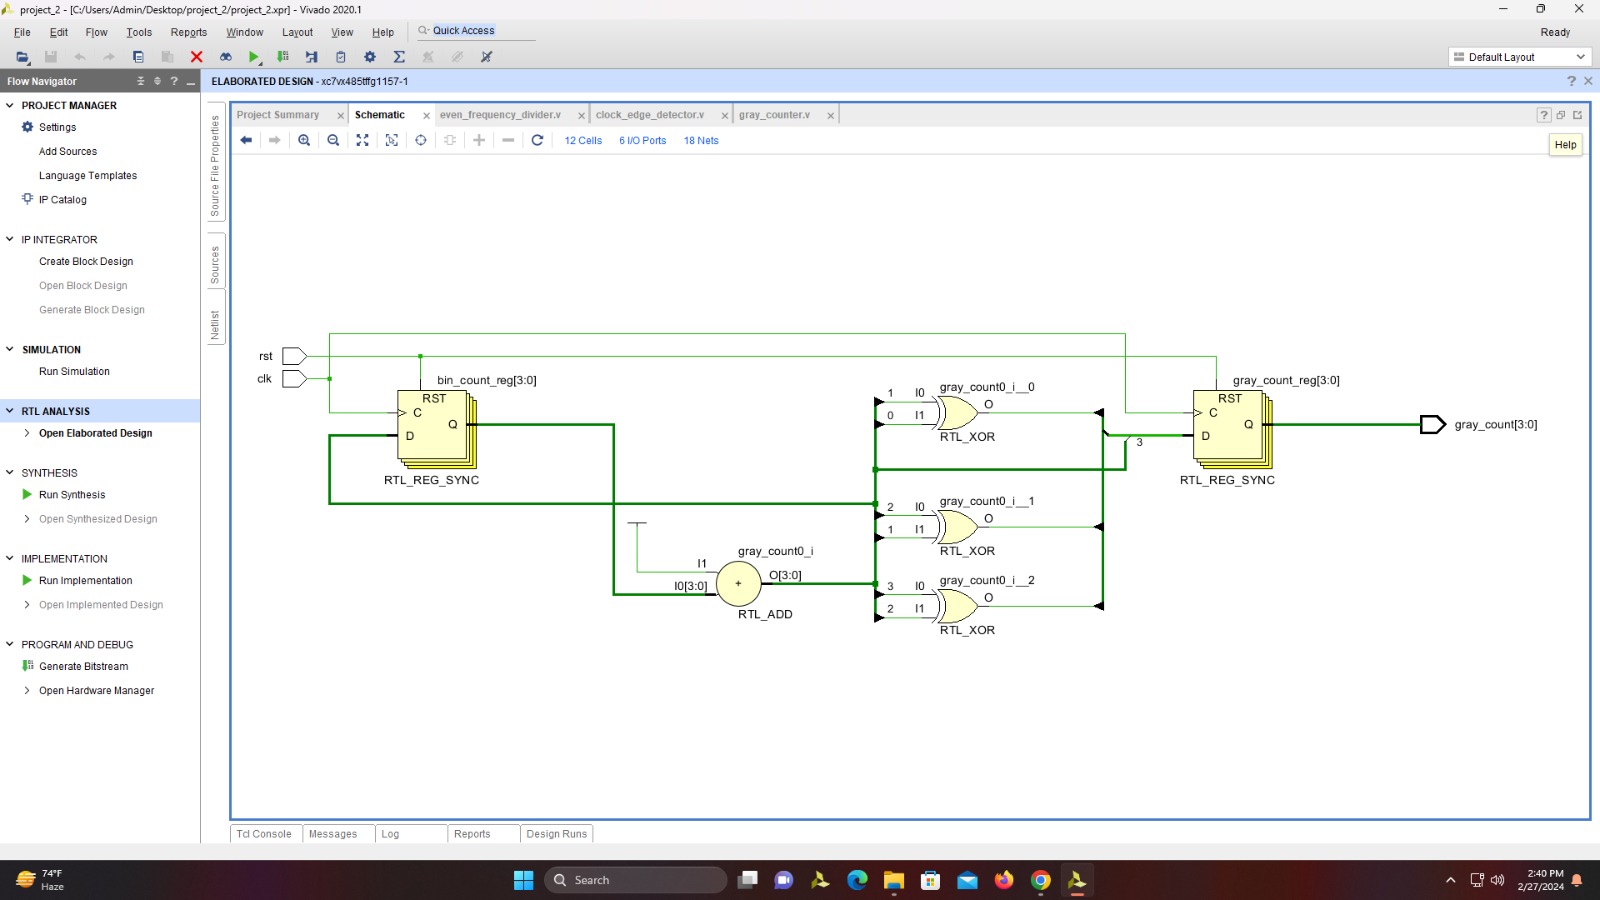 project_2 - [C:/Users/Admin/Desktop/project_2/project_2.xpr] - Vivado 2020.1
File Edit Flow Tools Reports Window Layout View Help Quick Access
Ready
Default Layout
Flow Navigator
ELABORATED DESIGN - xc7vx485tffg1157-1
PROJECT MANAGER
Settings
Add Sources
Language Templates
IP Catalog
IP INTEGRATOR
Create Block Design
Open Block Design
Generate Block Design
SIMULATION
Run Simulation
RTL ANALYSIS
Open Elaborated Design
SYNTHESIS
Run Synthesis
Open Synthesized Design
IMPLEMENTATION
Run Implementation
Open Implemented Design
PROGRAM AND DEBUG
Generate Bitstream
Open Hardware Manager
Source File Properties
Sources
Netlist
Project Summary Schematic even_frequency_divider.v clock_edge_detector.v gray_counter.v
12 Cells 6 I/O Ports 18 Nets
Help
rst
clk
bin_count_reg[3:0]
RST
C
D
Q
RTL_REG_SYNC
gray_count0_i
I1
I0[3:0]
+
O[3:0]
RTL_ADD
gray_count0_i__0
1 I0
0 I1
O
RTL_XOR
gray_count0_i__1
2 I0
1 I1
O
RTL_XOR
gray_count0_i__2
3 I0
2 I1
O
RTL_XOR
3
gray_count_reg[3:0]
RST
C
D
Q
RTL_REG_SYNC
gray_count[3:0]
Tcl Console Messages Log Reports Design Runs
74°F
Haze
Search
2:40 PM
2/27/2024